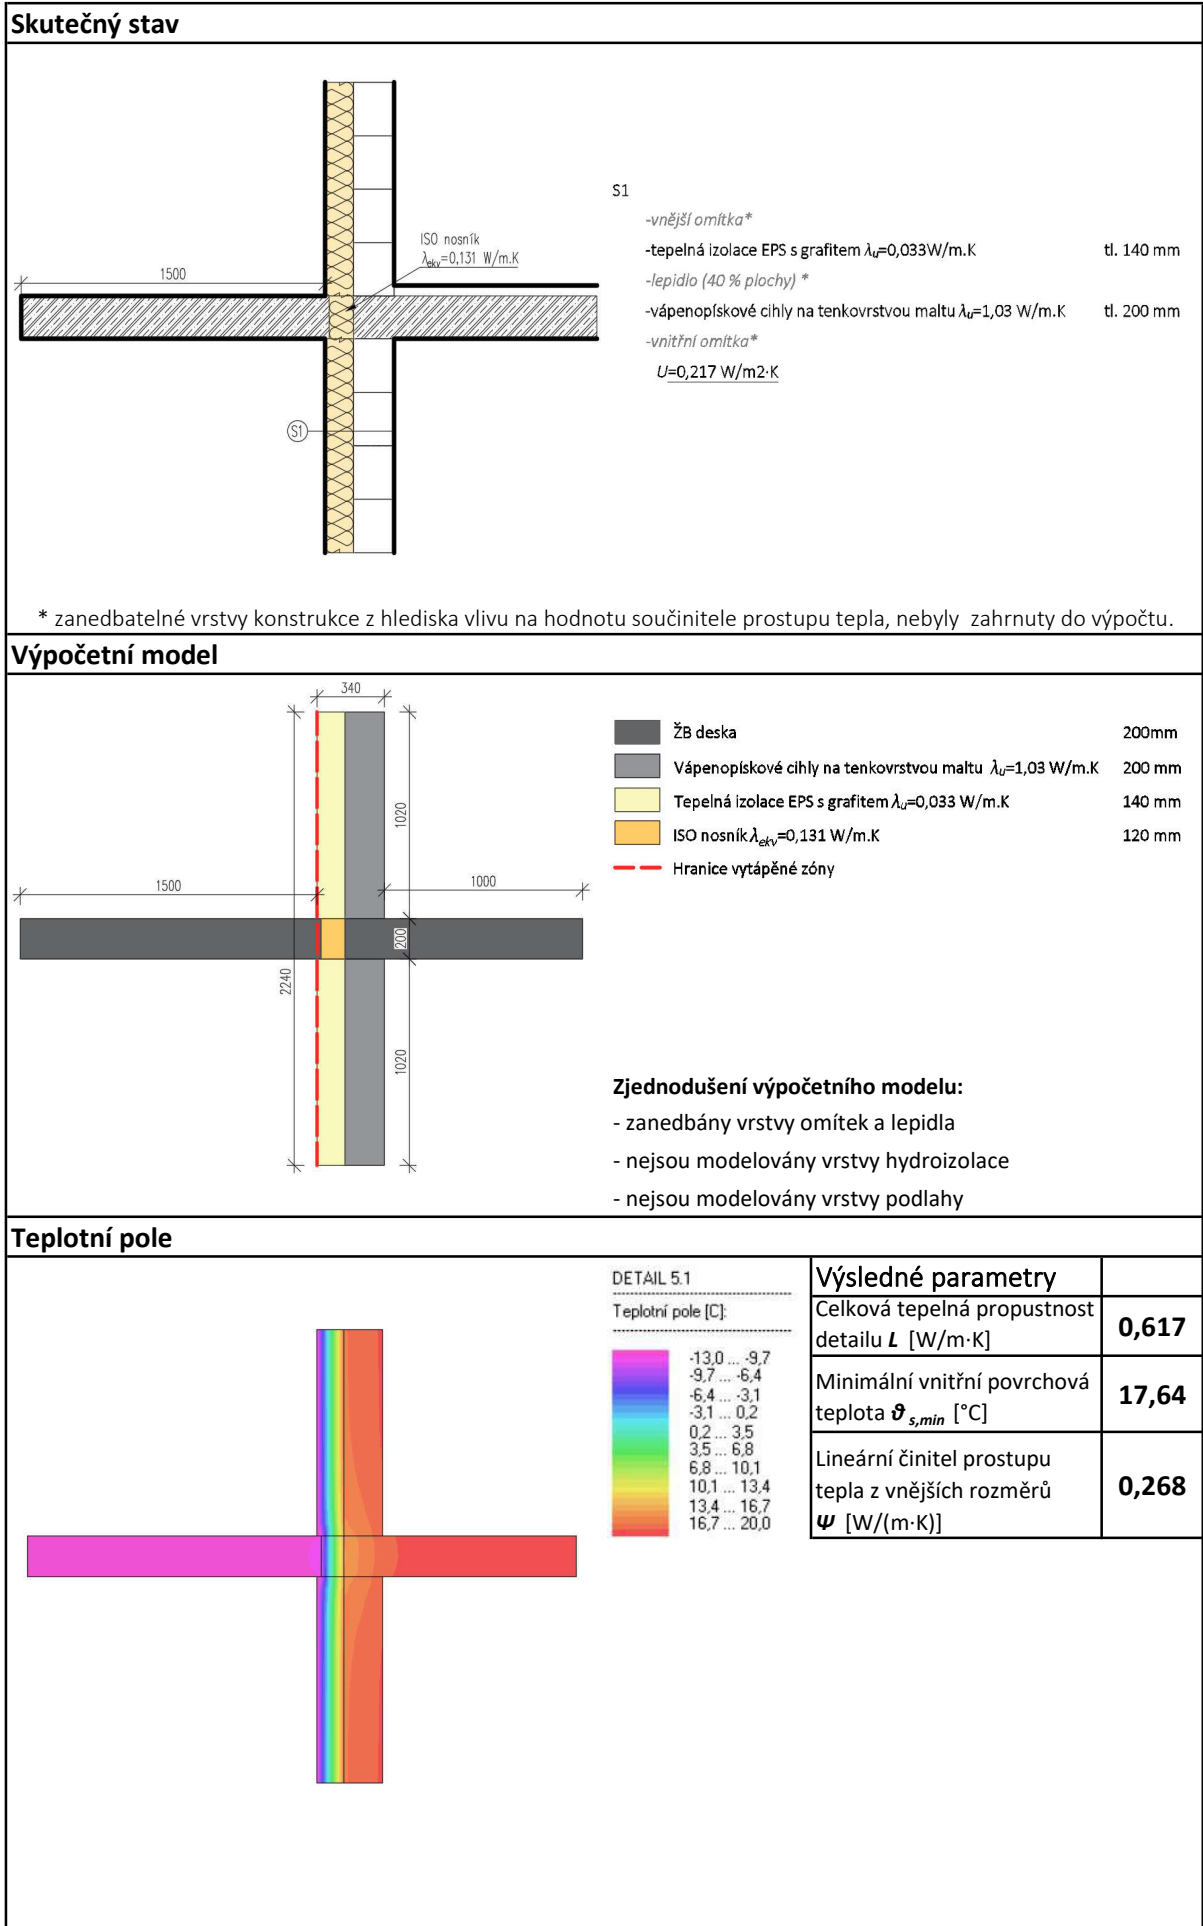 Skutečný stav
ISO nosník
λekv=0,131 W/m.K
1500
S1
S1
-vnější omítka*
-tepelná izolace EPS s grafitem λu=0,033W/m.K tl. 140 mm
-lepidlo (40 % plochy) *
-vápenopískové cihly na tenkovrstvou maltu λu=1,03 W/m.K tl. 200 mm
-vnitřní omítka*
U=0,217 W/m2·K
* zanedbatelné vrstvy konstrukce z hlediska vlivu na hodnotu součinitele prostupu tepla, nebyly zahrnuty do výpočtu.
Výpočetní model
340
1020
1500
1000
200
2240
1020
ŽB deska 200mm
Vápenopískové cihly na tenkovrstvou maltu λu=1,03 W/m.K 200 mm
Tepelná izolace EPS s grafitem λu=0,033 W/m.K 140 mm
ISO nosník λekv=0,131 W/m.K 120 mm
Hranice vytápěné zóny
Zjednodušení výpočetního modelu:
- zanedbány vrstvy omítek a lepidla
- nejsou modelovány vrstvy hydroizolace
- nejsou modelovány vrstvy podlahy
Teplotní pole
DETAIL 5.1
Teplotní pole [C]:
-13,0 ... -9,7
-9,7 ... -6,4
-6,4 ... -3,1
-3,1 ... 0,2
0,2 ... 3,5
3,5 ... 6,8
6,8 ... 10,1
10,1 ... 13,4
13,4 ... 16,7
16,7 ... 20,0
Výsledné parametry
Celková tepelná propustnost
detailu L [W/m·K] 0,617
Minimální vnitřní povrchová
teplota ϑ s,min [°C] 17,64
Lineární činitel prostupu
tepla z vnějších rozměrů
Ψ [W/(m·K)] 0,268